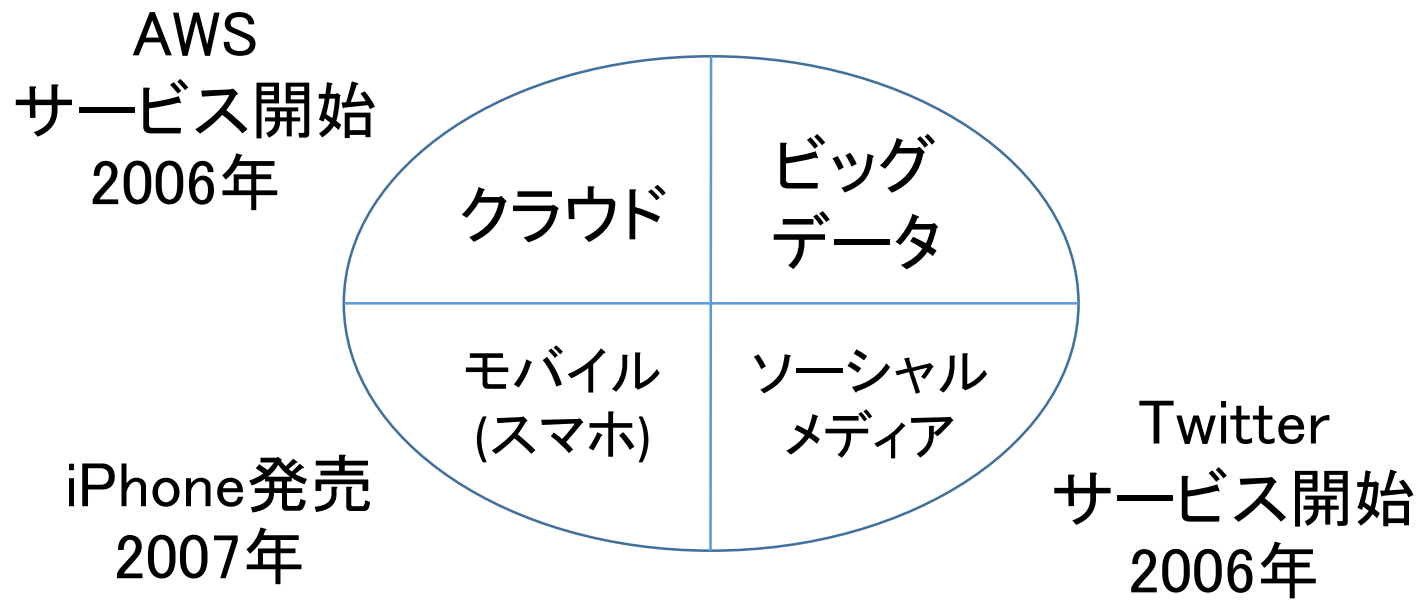 AWS
サービス開始
2006年
クラウド
ビッグ
データ
モバイル
(スマホ)
ソーシャル
メディア
iPhone発売
2007年
Twitter
サービス開始
2006年